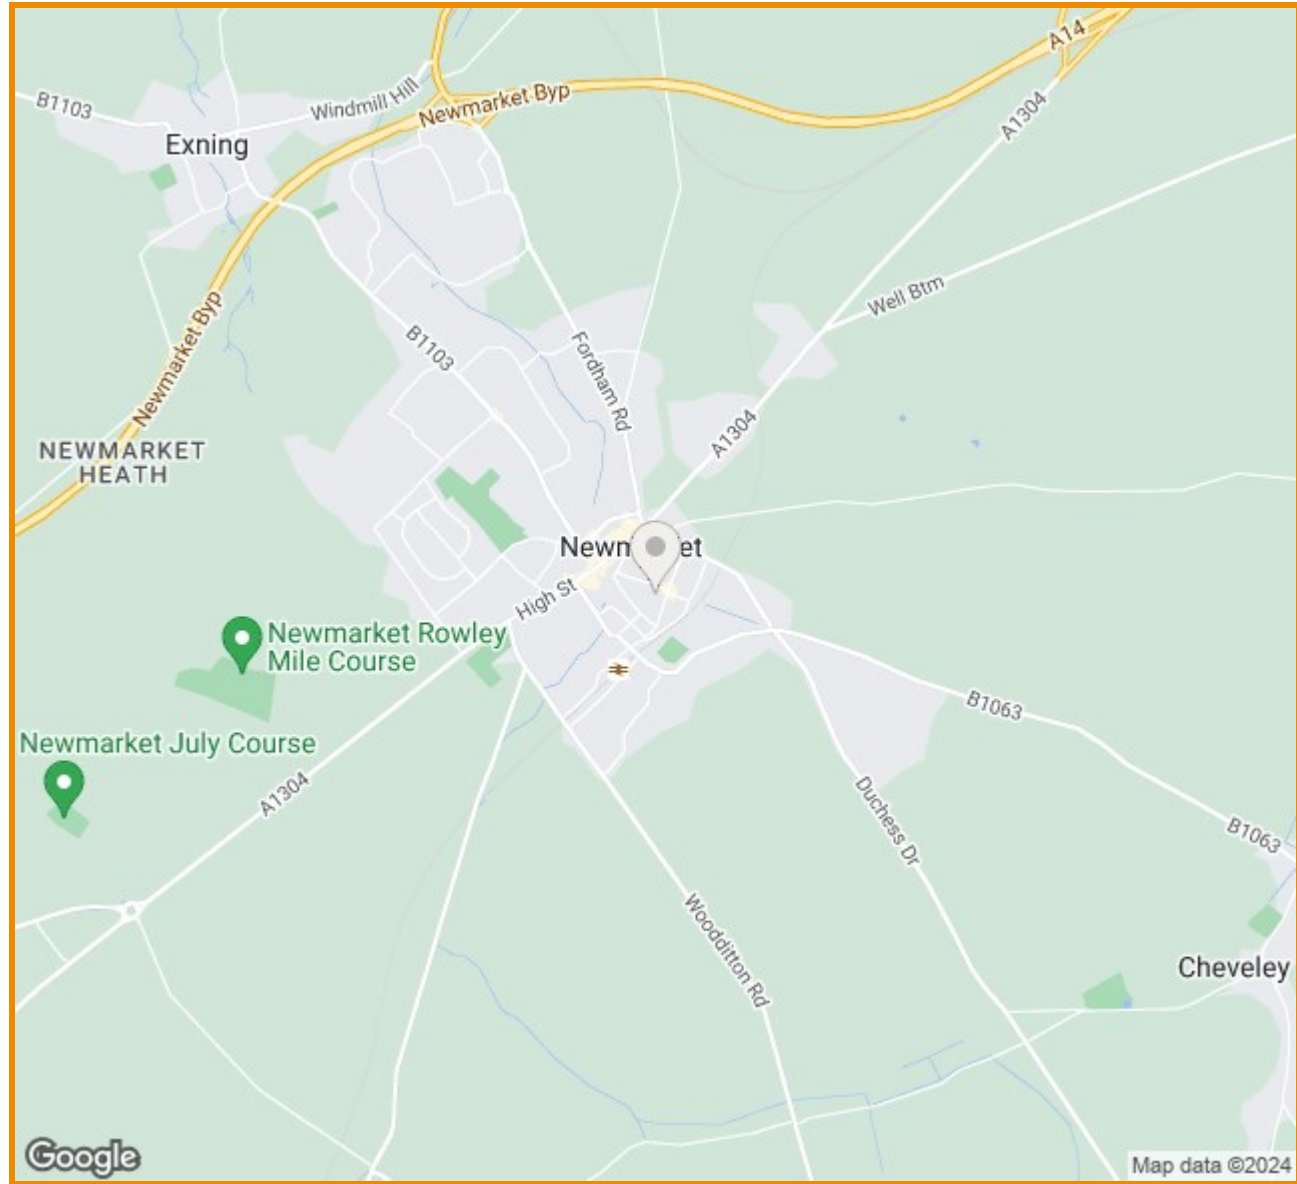 A14
B1103
Windmill Hill
Newmarket Byp
A1304
Exning
Well Btm
Newmarket Byp
B1103
Fordham Rd
A1304
NEWMARKET
HEATH
Newm et
High St
Newmarket Rowley
Mile Course
B1063
Newmarket July Course
A1304
Duchess Dr
B1063
Woodditton Rd
Cheveley
Google
Map data ©2024